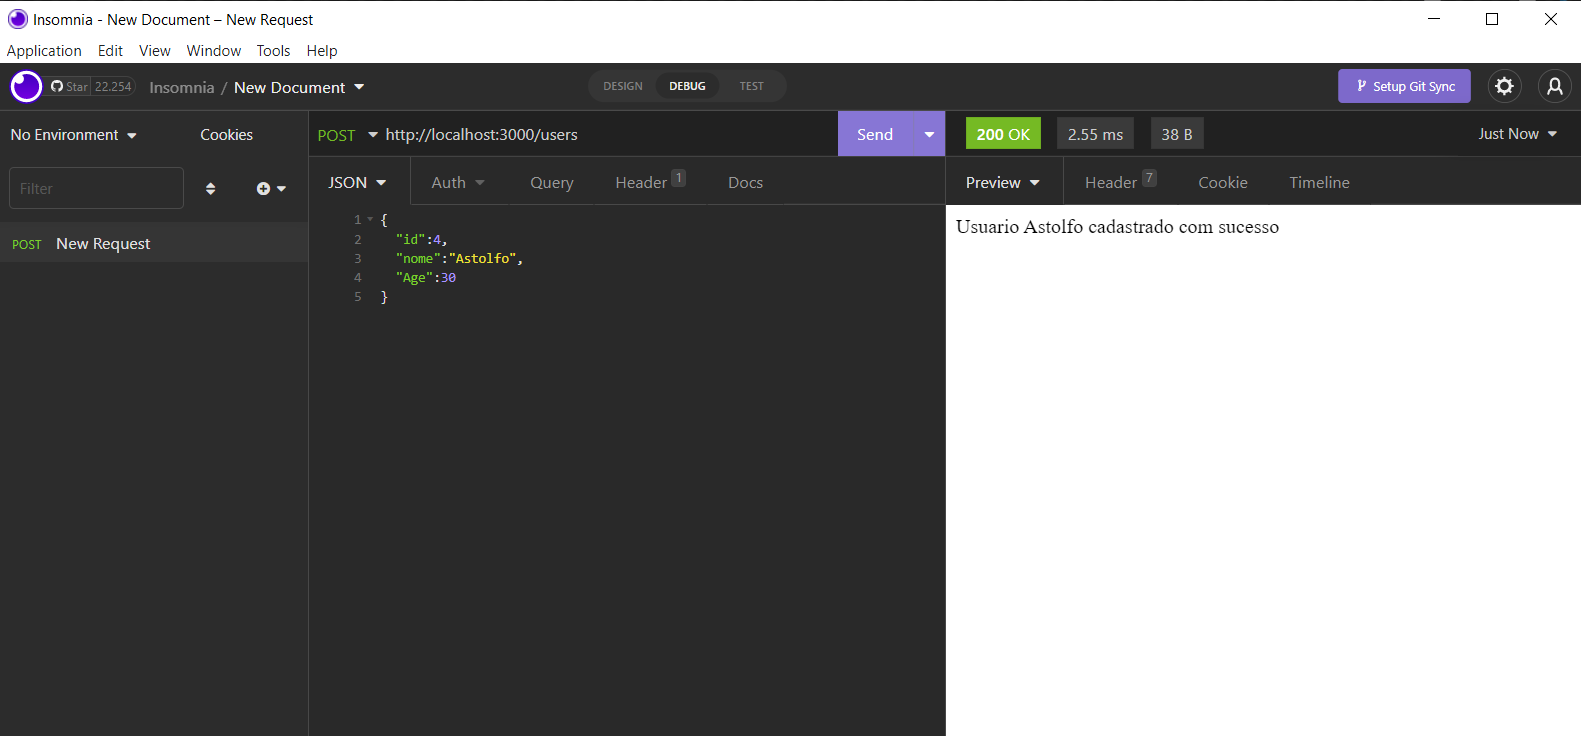 Insomnia - New Document – New Request
Application Edit View Window Tools Help
Star 22.254 Insomnia / New Document DESIGN DEBUG TEST Setup Git Sync
No Environment Cookies
Filter
POST New Request
POST http://localhost:3000/users Send
JSON Auth Query Header 1 Docs
1 {
2 "id":4,
3 "nome":"Astolfo",
4 "Age":30
5 }
200 OK 2.55 ms 38 B Just Now
Preview Header 7 Cookie Timeline
Usuario Astolfo cadastrado com sucesso